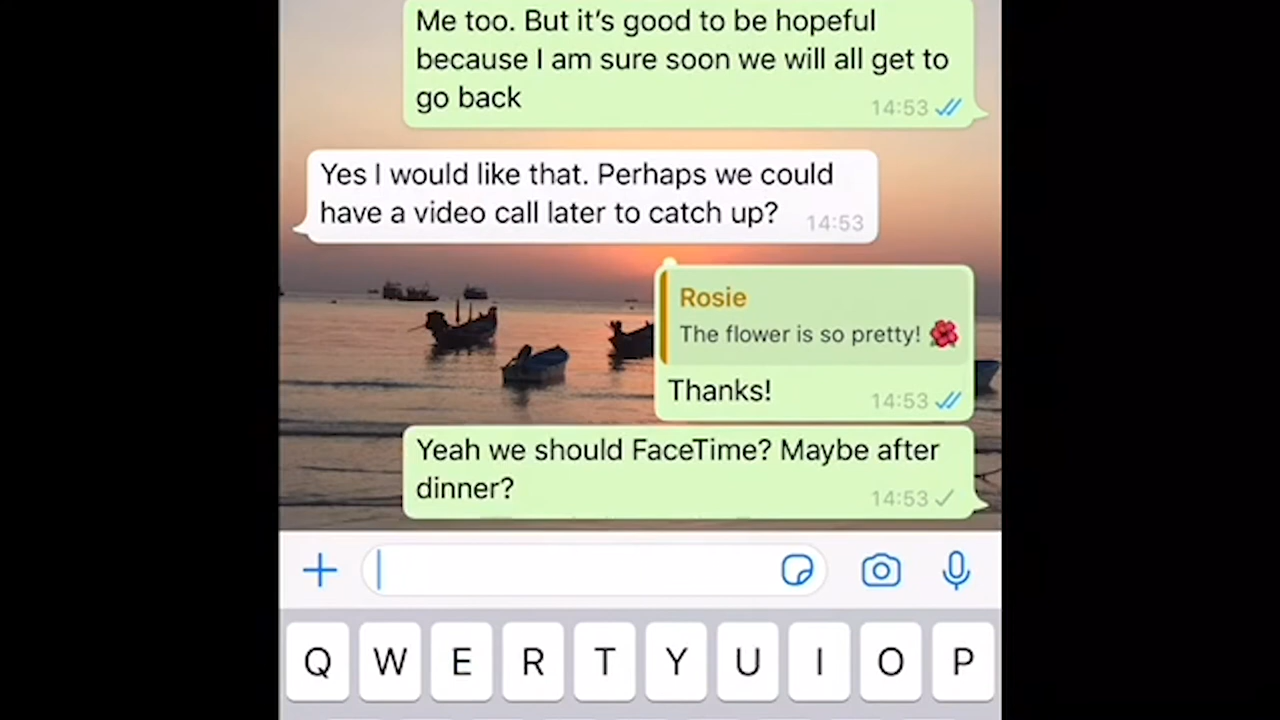 Me too. But it's good to be hopeful
because I am sure soon we will all get to
go back
14:53
Yes I would like that. Perhaps we could
have a video call later to catch up?
14:53
Rosie
The flower is so pretty! 🌺
Thanks!
14:53
Yeah we should FaceTime? Maybe after
dinner?
14:53
Q W E R T Y U I O P